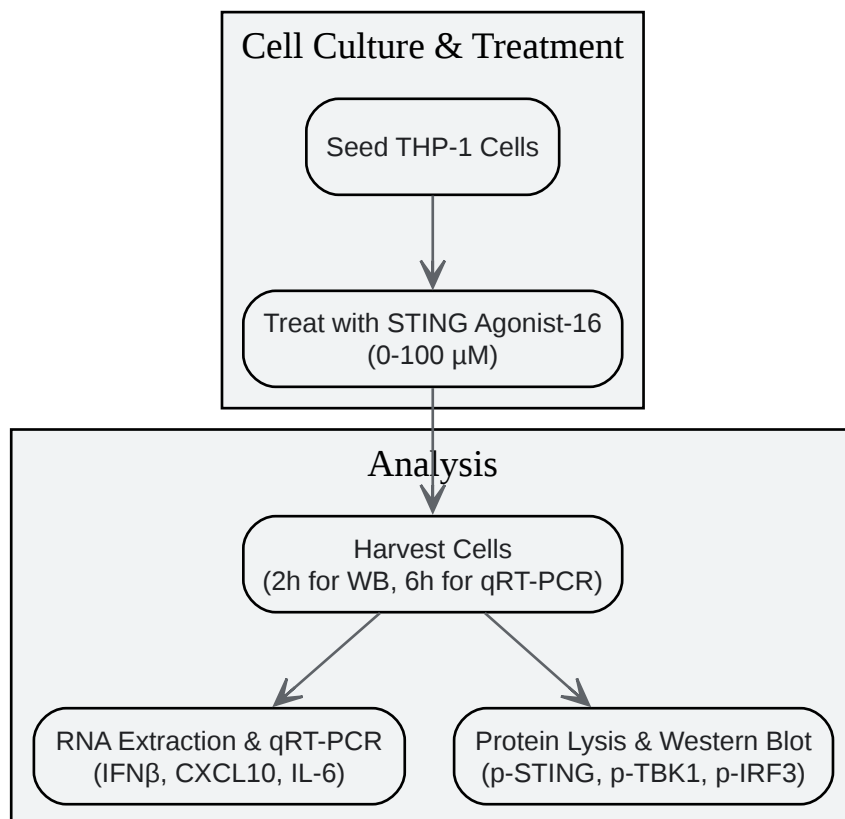 Cell Culture & Treatment
Seed THP-1 Cells
Treat with STING Agonist-16
(0-100 µM)
Analysis
Harvest Cells
(2h for WB, 6h for qRT-PCR)
RNA Extraction & qRT-PCR
(IFNβ, CXCL10, IL-6)
Protein Lysis & Western Blot
(p-STING, p-TBK1, p-IRF3)